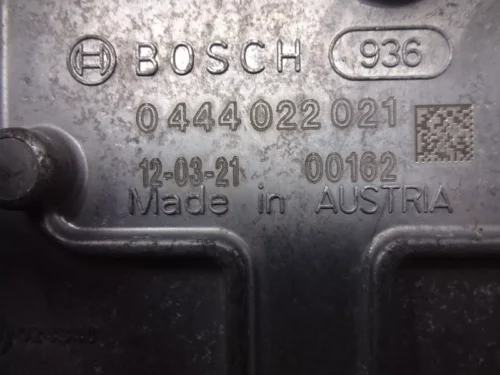 BOSCH 936
0 444 022 021
12-03-21 00162
Made in AUSTRIA